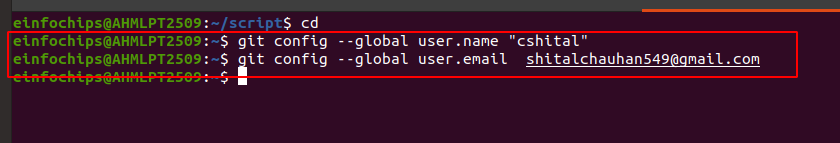 einfochips@AHMLPT2509:~/script$ cd
einfochips@AHMLPT2509:~$ git config --global user.name "cshital"
einfochips@AHMLPT2509:~$ git config --global user.email  shitalchauhan549@gmail.com
einfochips@AHMLPT2509:~$